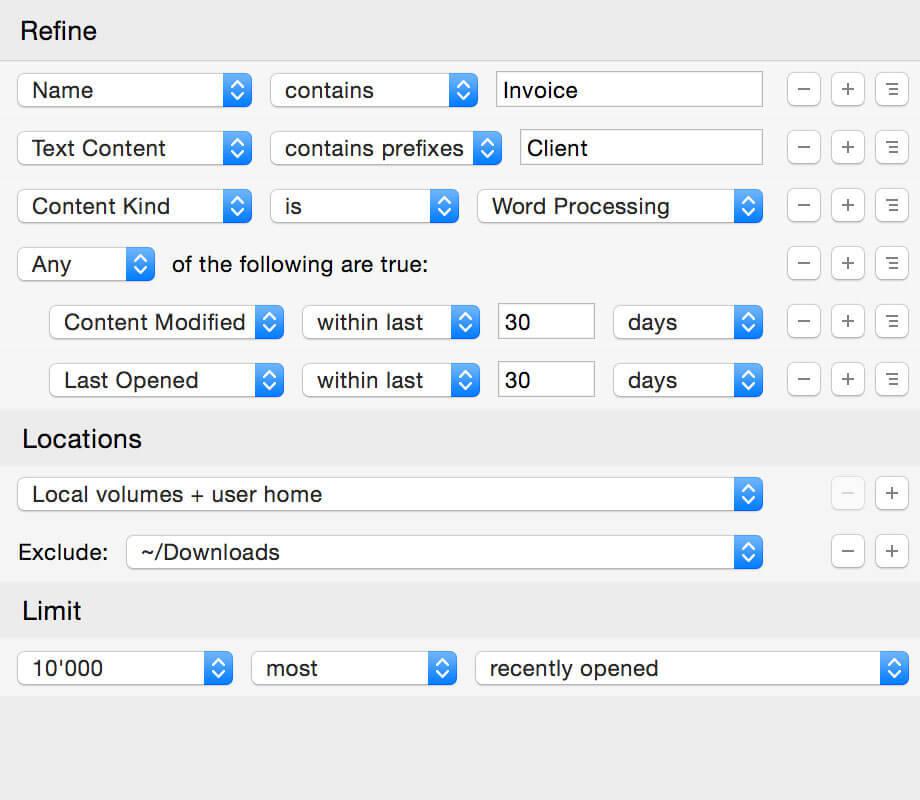 Refine
Name contains Invoice
Text Content contains prefixes Client
Content Kind is Word Processing
Any of the following are true:
Content Modified within last 30 days
Last Opened within last 30 days
Locations
Local volumes + user home
Exclude: ~/Downloads
Limit
10'000 most recently opened